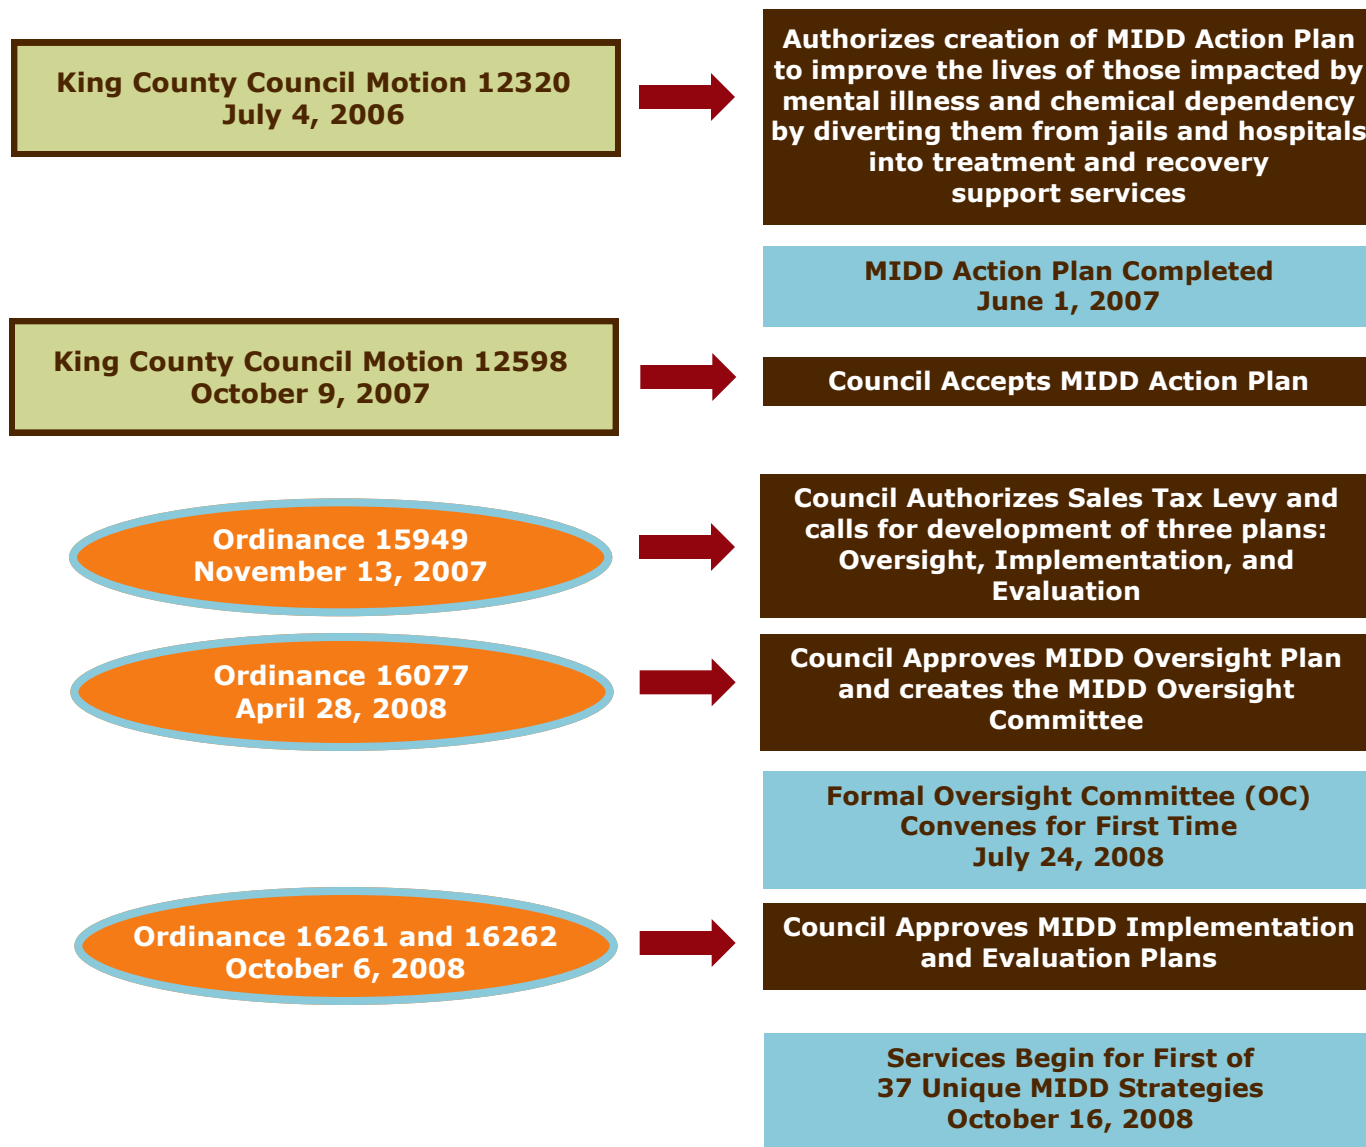 King County Council Motion 12320
July 4, 2006
Authorizes creation of MIDD Action Plan
to improve the lives of those impacted by
mental illness and chemical dependency
by diverting them from jails and hospitals
into treatment and recovery
support services
MIDD Action Plan Completed
June 1, 2007
King County Council Motion 12598
October 9, 2007
Council Accepts MIDD Action Plan
Ordinance 15949
November 13, 2007
Council Authorizes Sales Tax Levy and
calls for development of three plans:
Oversight, Implementation, and
Evaluation
Ordinance 16077
April 28, 2008
Council Approves MIDD Oversight Plan
and creates the MIDD Oversight
Committee
Formal Oversight Committee (OC)
Convenes for First Time
July 24, 2008
Ordinance 16261 and 16262
October 6, 2008
Council Approves MIDD Implementation
and Evaluation Plans
Services Begin for First of
37 Unique MIDD Strategies
October 16, 2008